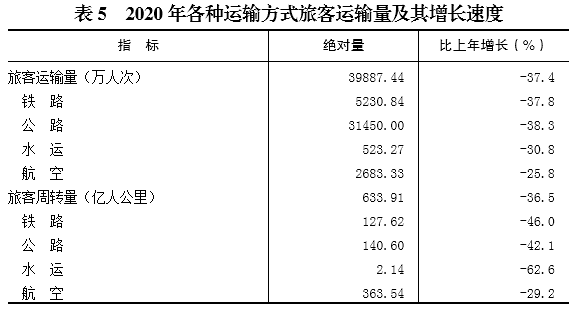 表 5 2020 年各种运输方式旅客运输量及其增长速度
指 标 绝对量 比上年增长（%）
旅客运输量（万人次） 39887.44 -37.4
铁 路 5230.84 -37.8
公 路 31450.00 -38.3
水 运 523.27 -30.8
航 空 2683.33 -25.8
旅客周转量（亿人公里） 633.91 -36.5
铁 路 127.62 -46.0
公 路 140.60 -42.1
水 运 2.14 -62.6
航 空 363.54 -29.2